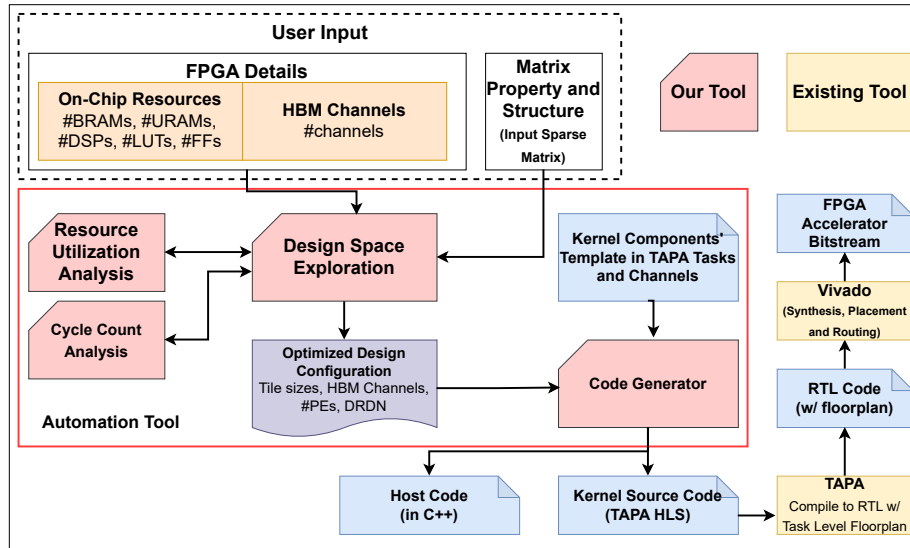 User Input
FPGA Details
On-Chip Resources
#BRAMs, #URAMs,
#DSPs, #LUTs, #FFs
HBM Channels
#channels
Matrix
Property and
Structure
(Input Sparse
Matrix)
Our Tool
Existing Tool
Resource
Utilization
Analysis
Design Space
Exploration
Kernel Components'
Template in TAPA Tasks
and Channels
FPGA
Accelerator
Bitstream
Cycle Count
Analysis
Vivado
(Synthesis, Placement
and Routing)
Optimized Design
Configuration
Tile sizes, HBM Channels,
#PEs, DRDN
Code Generator
RTL Code
(w/ floorplan)
Automation Tool
Host Code
(in C++)
Kernel Source Code
(TAPA HLS)
TAPA
Compile to RTL w/
Task Level Floorplan